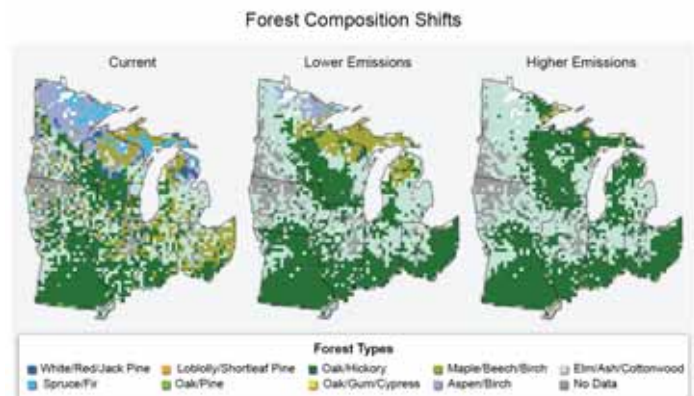 Forest Composition Shifts
Current
Lower Emissions
Higher Emissions
Forest Types
White/Red/Jack Pine
Loblolly/Shortleaf Pine
Oak/Hickory
Maple/Beech/Birch
Elm/Ash/Cottonwood
Spruce/Fir
Oak/Pine
Oak/Gum/Cypress
Aspen/Birch
No Data